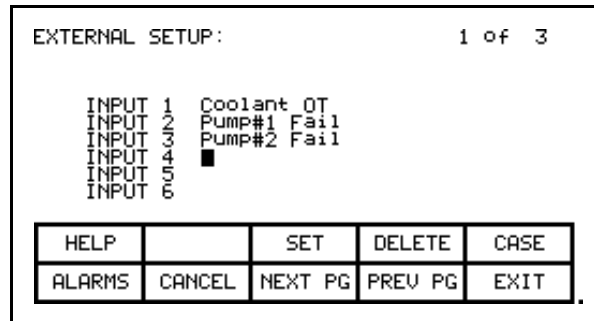 EXTERNAL SETUP: 1 of 3
INPUT 1 Coolant OT
INPUT 2 Pump#1 Fail
INPUT 3 Pump#2 Fail
INPUT 4
INPUT 5
INPUT 6
HELP SET DELETE CASE
ALARMS CANCEL NEXT PG PREV PG EXIT